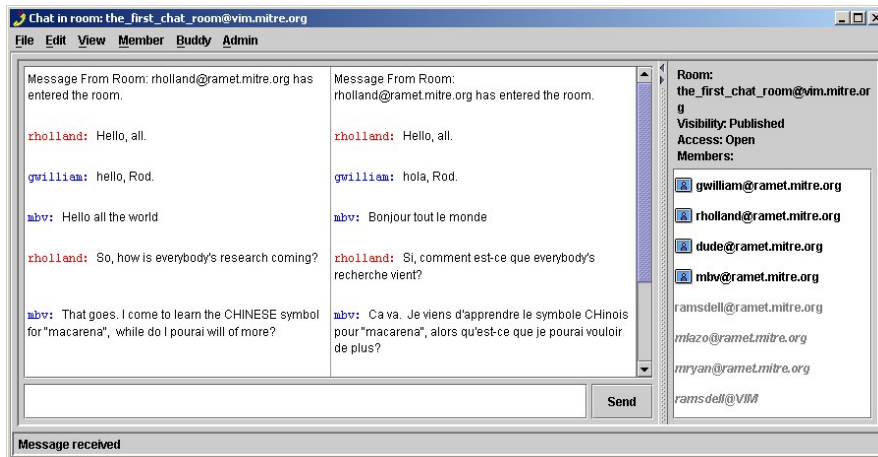 Chat in room: the_first_chat_room@vim.mitre.org
File Edit View Member Buddy Admin
Message From Room: rholland@ramet.mitre.org has
entered the room.
rholland: Hello, all.
gwilliam: hello, Rod.
mbv: Hello all the world
rholland: So, how is everybody's research coming?
mbv: That goes. I come to learn the CHINESE symbol
for "macarena", while do I pourai will of more?
Message From Room:
rholland@ramet.mitre.org has entered the room.
rholland: Hello, all.
gwilliam: hola, Rod.
mbv: Bonjour tout le monde
rholland: Si, comment est-ce que everybody's
recherche vient?
mbv: Ca va. Je viens d'apprendre le symbole CHinois
pour "macarena", alors qu'est-ce que je pourai vouloir
de plus?
Send
Room:
the_first_chat_room@vim.mitre.or
g
Visibility: Published
Access: Open
Members:
gwilliam@ramet.mitre.org
rholland@ramet.mitre.org
dude@ramet.mitre.org
mbv@ramet.mitre.org
ramsdell@ramet.mitre.org
mlazo@ramet.mitre.org
mryan@ramet.mitre.org
ramsdell@VIM
Message received